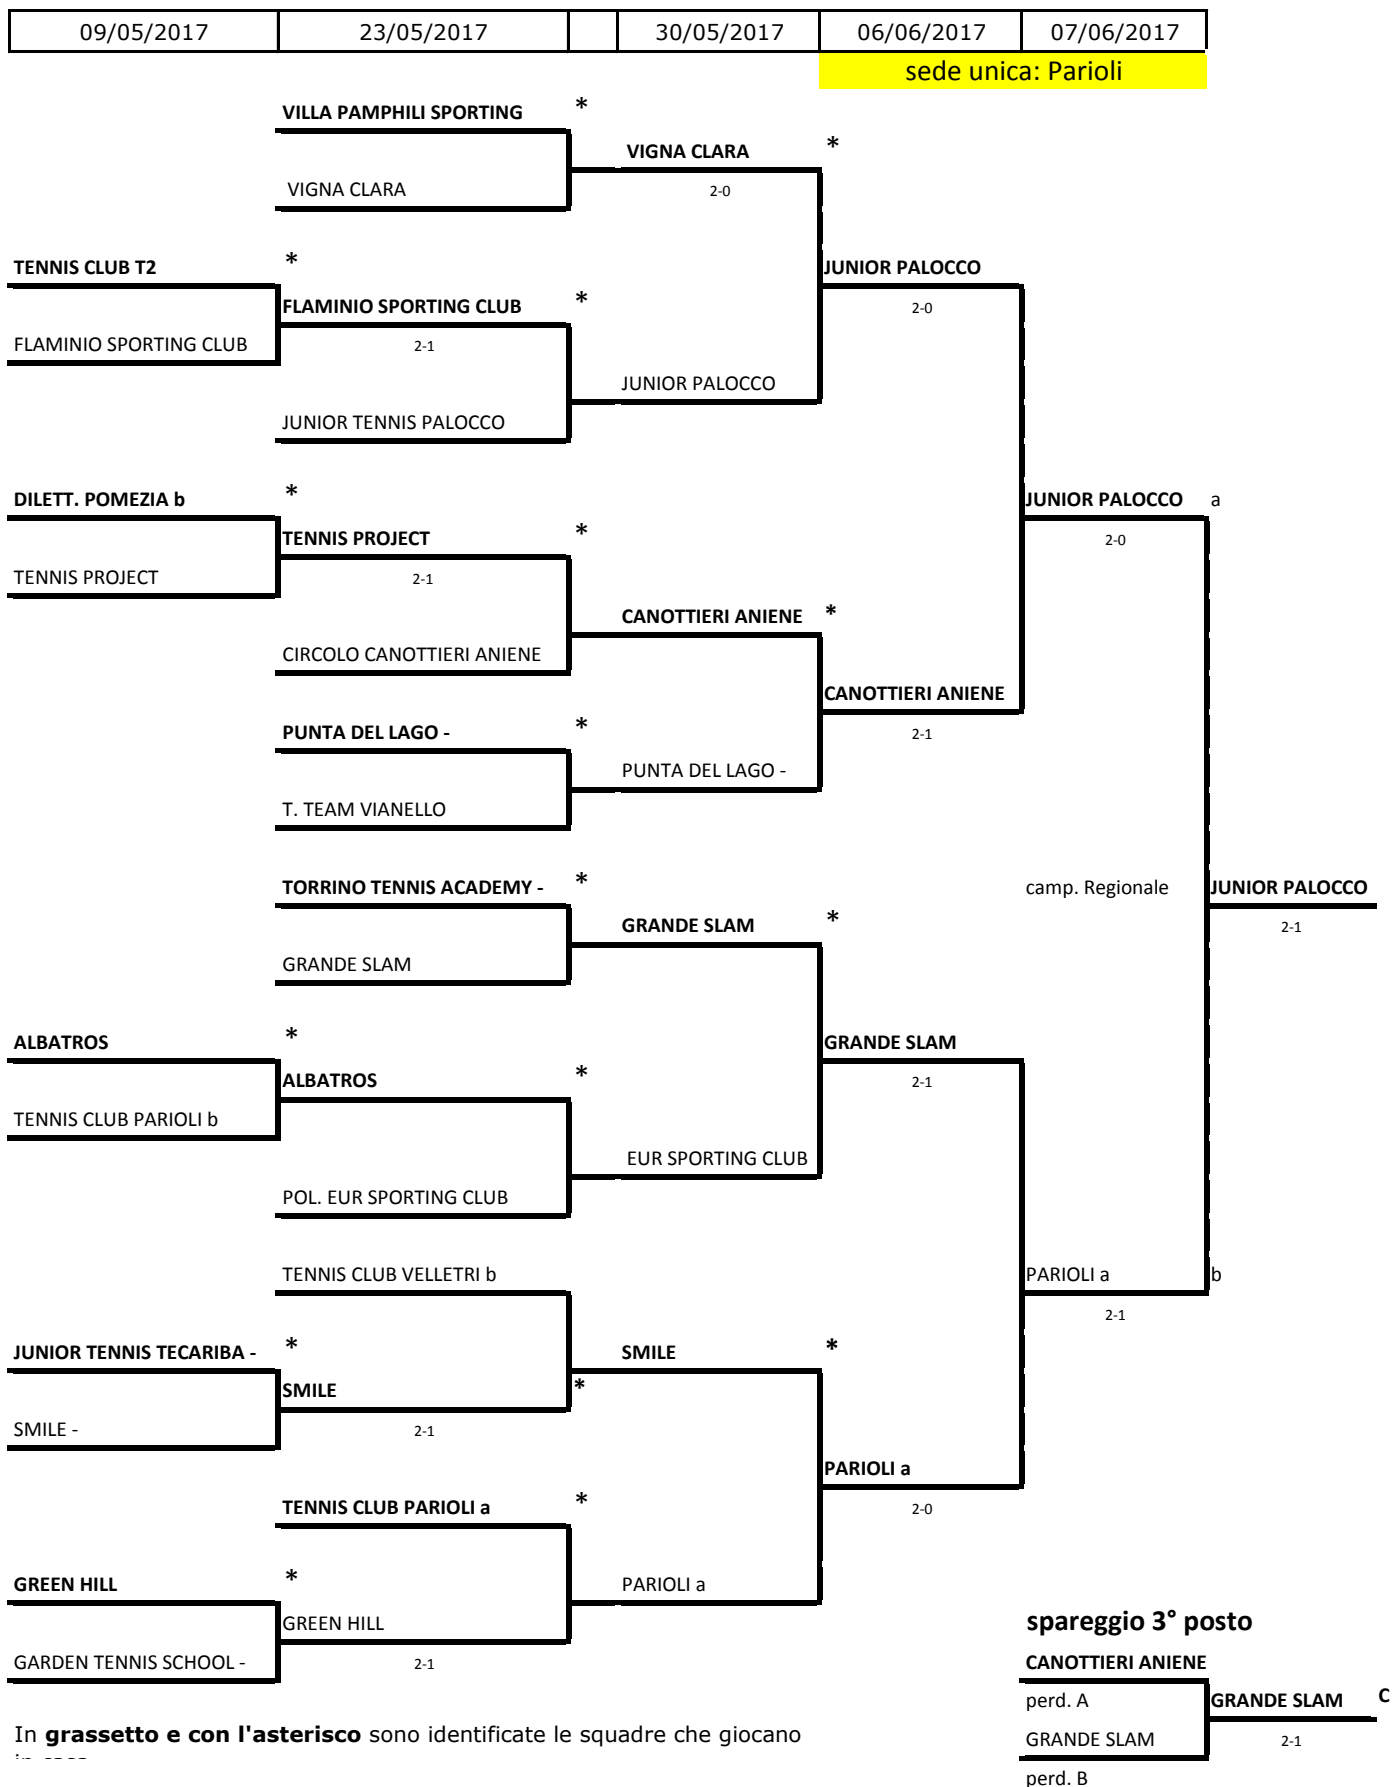 09/05/2017 23/05/2017 30/05/2017 06/06/2017 07/06/2017
sede unica: Parioli
VILLA PAMPHILI SPORTING *
VIGNA CLARA *
VIGNA CLARA 2-0
TENNIS CLUB T2 * JUNIOR PALOCCO
FLAMINIO SPORTING CLUB * 2-0
FLAMINIO SPORTING CLUB 2-1
JUNIOR PALOCCO
JUNIOR TENNIS PALOCCO
DILETT. POMEZIA b * JUNIOR PALOCCO a
TENNIS PROJECT * 2-0
TENNIS PROJECT 2-1
CANOTTIERI ANIENE *
CIRCOLO CANOTTIERI ANIENE
CANOTTIERI ANIENE
PUNTA DEL LAGO - * 2-1
PUNTA DEL LAGO -
T. TEAM VIANELLO
TORRINO TENNIS ACADEMY - * camp. Regionale JUNIOR PALOCCO
GRANDE SLAM * 2-1
GRANDE SLAM
ALBATROS * GRANDE SLAM
ALBATROS * 2-1
TENNIS CLUB PARIOLI b
EUR SPORTING CLUB
POL. EUR SPORTING CLUB
TENNIS CLUB VELLETRI b PARIOLI a b
2-1
JUNIOR TENNIS TECARIBA - * SMILE *
SMILE *
SMILE - 2-1
PARIOLI a
TENNIS CLUB PARIOLI a * 2-0
GREEN HILL * PARIOLI a
GREEN HILL spareggio 3° posto
GARDEN TENNIS SCHOOL - 2-1 CANOTTIERI ANIENE
perd. A GRANDE SLAM C
In grassetto e con l'asterisco sono identificate le squadre che giocano
GRANDE SLAM 2-1
perd. B